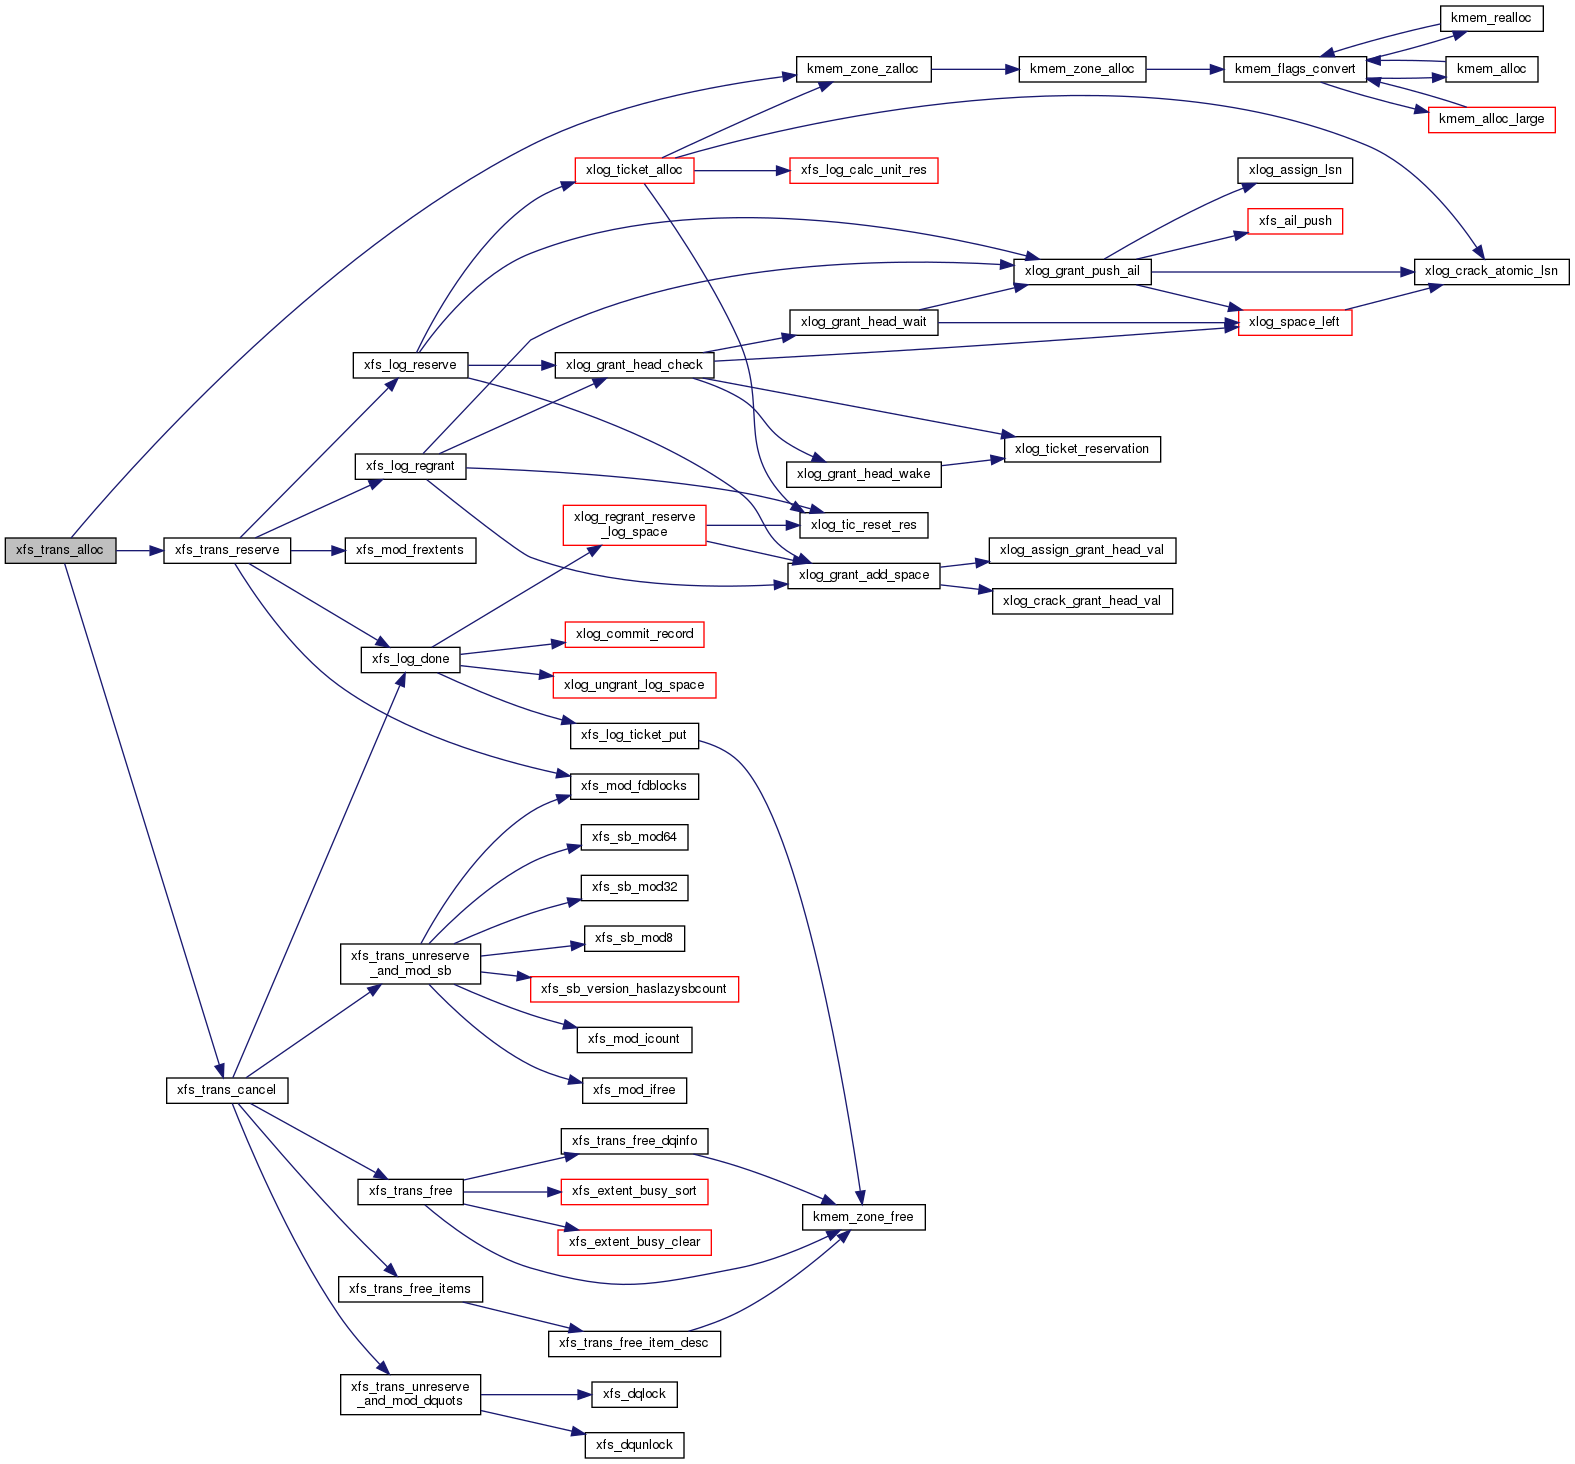 kmem_realloc
kmem_zone_zalloc
kmem_zone_alloc
kmem_flags_convert
kmem_alloc
kmem_alloc_large
xlog_ticket_alloc
xfs_log_calc_unit_res
xlog_assign_lsn
xfs_ail_push
xlog_grant_push_ail
xlog_crack_atomic_lsn
xlog_grant_head_wait
xlog_space_left
xfs_log_reserve
xlog_grant_head_check
xlog_ticket_reservation
xfs_log_regrant
xlog_grant_head_wake
xlog_regrant_reserve
_log_space
xlog_tic_reset_res
xfs_trans_alloc
xfs_trans_reserve
xfs_mod_frextents
xlog_assign_grant_head_val
xlog_grant_add_space
xlog_crack_grant_head_val
xlog_commit_record
xfs_log_done
xlog_ungrant_log_space
xfs_log_ticket_put
xfs_mod_fdblocks
xfs_sb_mod64
xfs_sb_mod32
xfs_sb_mod8
xfs_trans_unreserve
_and_mod_sb
xfs_sb_version_haslazysbcount
xfs_mod_icount
xfs_trans_cancel
xfs_mod_ifree
xfs_trans_free_dqinfo
xfs_trans_free
xfs_extent_busy_sort
kmem_zone_free
xfs_extent_busy_clear
xfs_trans_free_items
xfs_trans_free_item_desc
xfs_trans_unreserve
_and_mod_dquots
xfs_dqlock
xfs_dqunlock